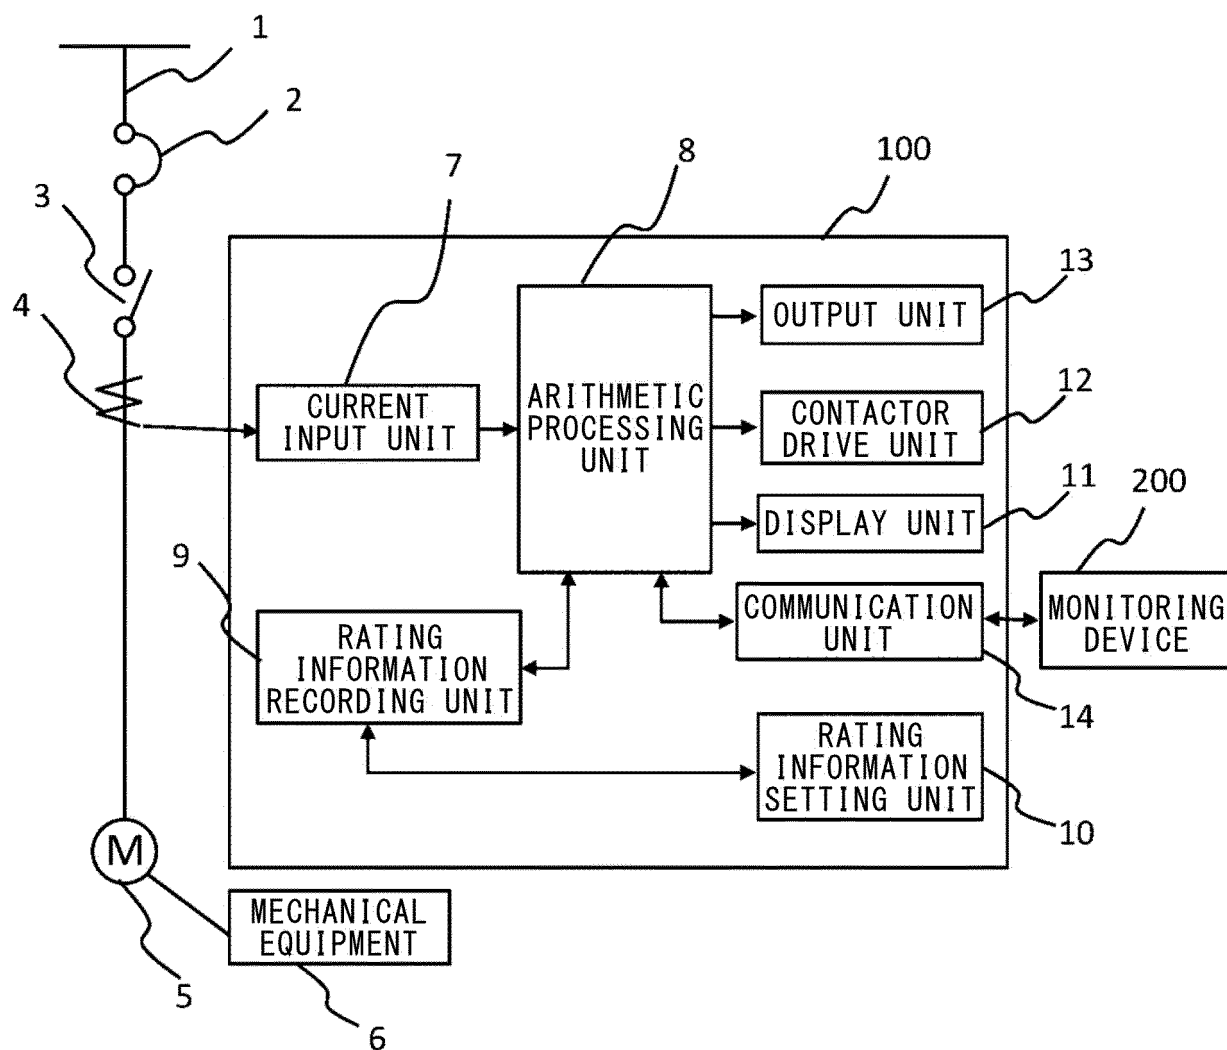 1
2
3
4
7
8
100
13
OUTPUT UNIT
CURRENT
INPUT UNIT
ARITHMETIC
PROCESSING
UNIT
12
CONTACTOR
DRIVE UNIT
11
DISPLAY UNIT
200
9
RATING
INFORMATION
RECORDING UNIT
COMMUNICATION
UNIT
MONITORING
DEVICE
14
RATING
INFORMATION
SETTING UNIT
10
M
MECHANICAL
EQUIPMENT
5
6